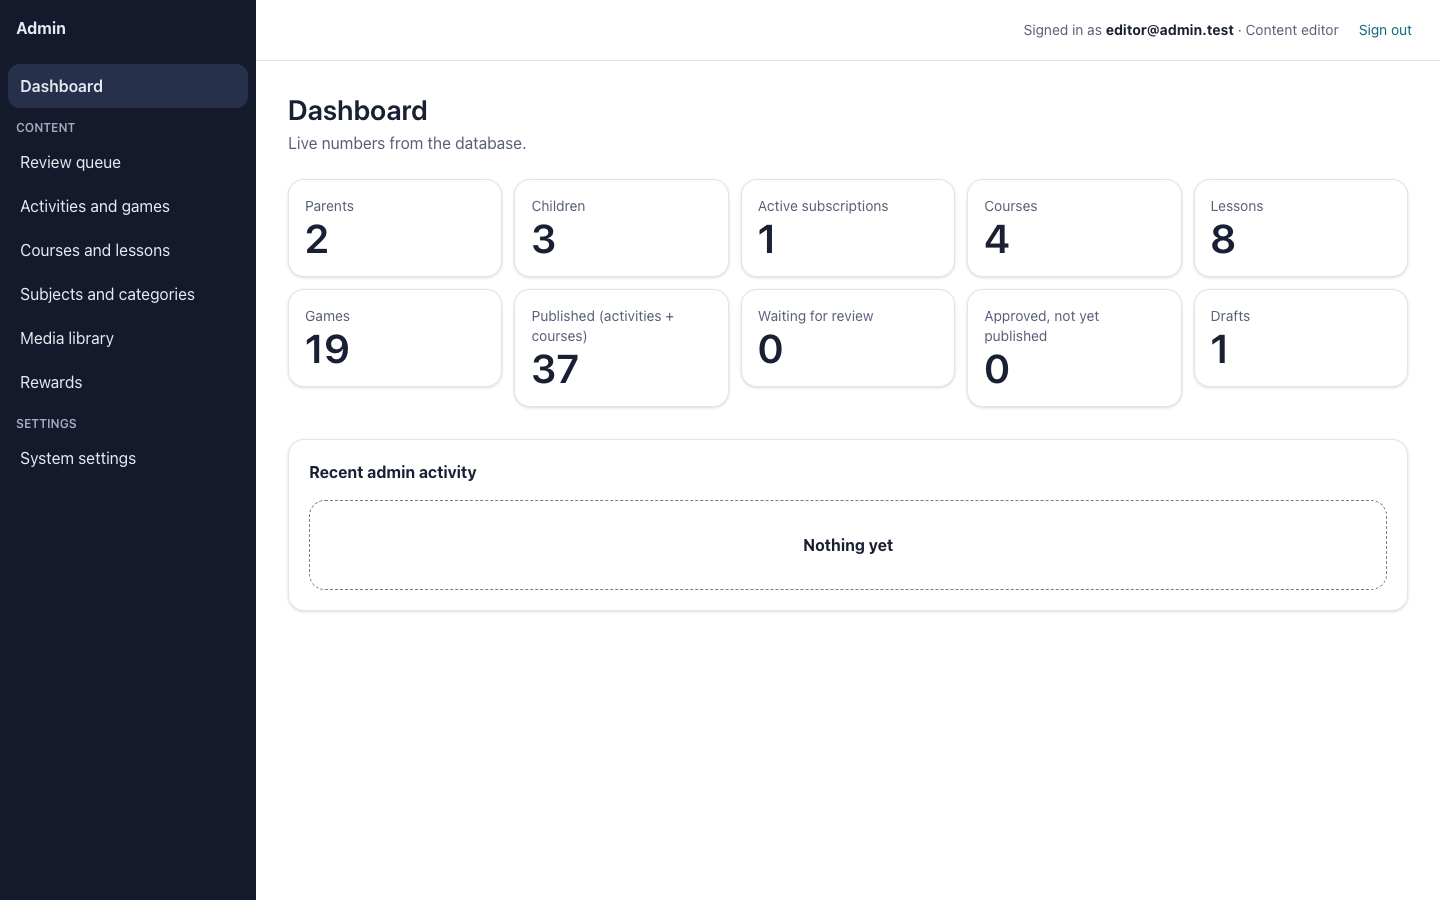 Admin
Signed in as editor@admin.test · Content editor
Sign out
Dashboard
CONTENT
Review queue
Activities and games
Courses and lessons
Subjects and categories
Media library
Rewards
SETTINGS
System settings
Dashboard
Live numbers from the database.
Parents
2
Children
3
Active subscriptions
1
Courses
4
Lessons
8
Games
19
Published (activities +
courses)
37
Waiting for review
0
Approved, not yet
published
0
Drafts
1
Recent admin activity
Nothing yet